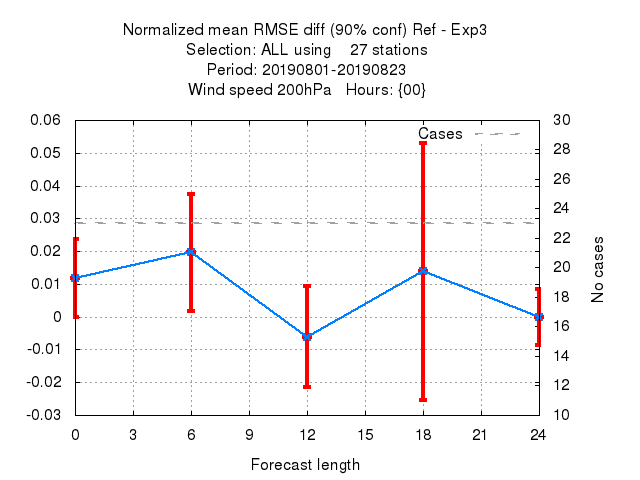 Normalized mean RMSE diff (90% conf) Ref - Exp3
Selection: ALL using    27 stations
Period: 20190801-20190823
Wind speed 200hPa   Hours: {00}
Cases
0.06
0.05
0.04
0.03
0.02
0.01
0
-0.01
-0.02
-0.03
30
28
26
24
22
20
18
16
14
12
10
No cases
0 3 6 9 12 15 18 21 24
Forecast length